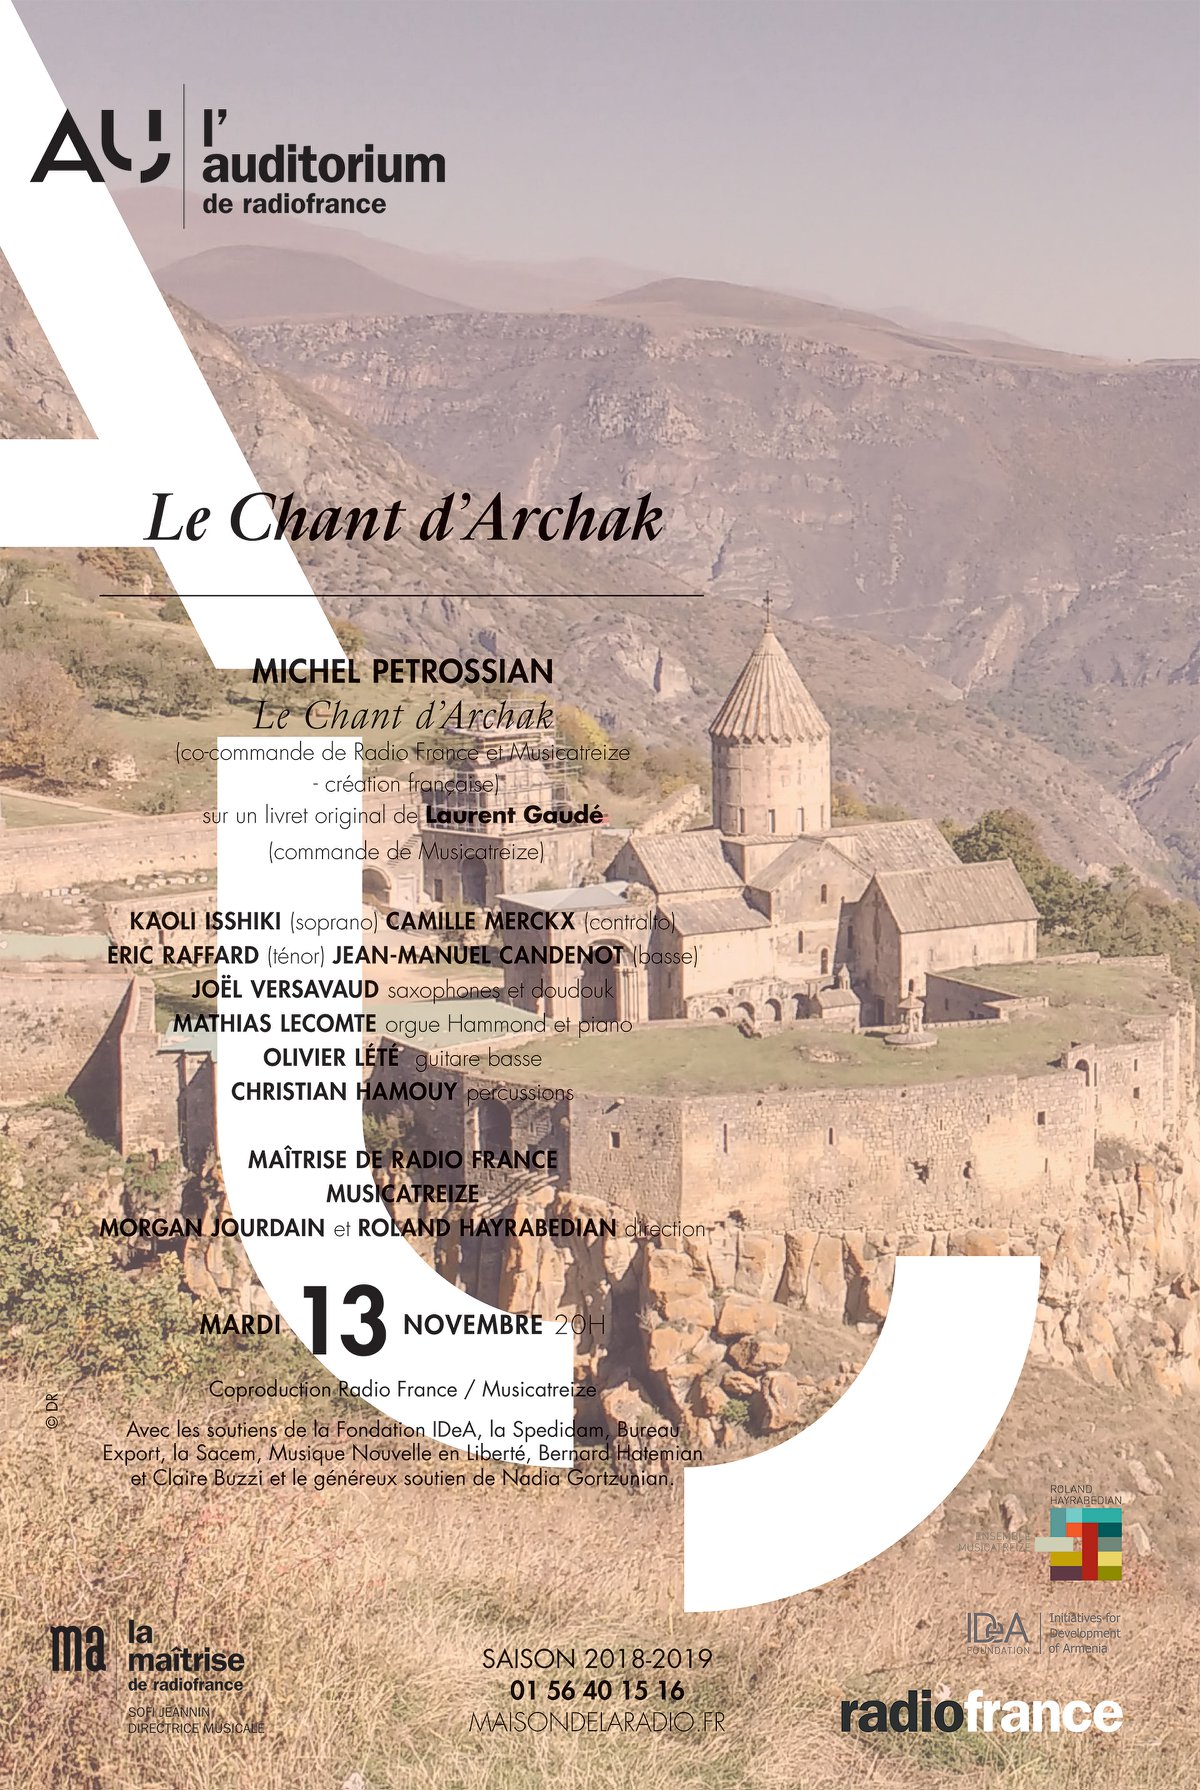 AU
l'
auditorium
de radiofrance
Le Chant d'Archak
MICHEL PETROSSIAN
Le Chant d'Archak
(co-commande de Radio France et Musicatreize
- création française)
sur un livret original de Laurent Gaudé
(commande de Musicatreize)
KAOLI ISSHIKI (soprano) CAMILLE MERCKX (contralto)
ERIC RAFFARD (ténor) JEAN-MANUEL CANDENOT (basse)
JOËL VERSAVAUD saxophones et doudouk
MATHIAS LECOMTE orgue Hammond et piano
OLIVIER LÉTÉ guitare basse
CHRISTIAN HAMOUY percussions
MAÎTRISE DE RADIO FRANCE
MUSICATREIZE
MORGAN JOURDAIN et ROLAND HAYRABEDIAN direction
MARDI 13 NOVEMBRE 20H
Coproduction Radio France / Musicatreize
© DR
Avec les soutiens de la Fondation IDeA, la Spedidam, Bureau
Export, la Sacem, Musique Nouvelle en Liberté, Bernard Hatemian
et Claire Buzzi et le généreux soutien de Nadia Gortzunian.
ROLAND
HAYRABEDIAN
ENSEMBLE
MUSICATREIZE
IDeA
FOUNDATION
Initiatives for
Development
of Armenia
ma
la
maîtrise
de radiofrance
SOFI JEANNIN
DIRECTRICE MUSICALE
SAISON 2018-2019
01 56 40 15 16
MAISONDELARADIO.FR
radiofrance